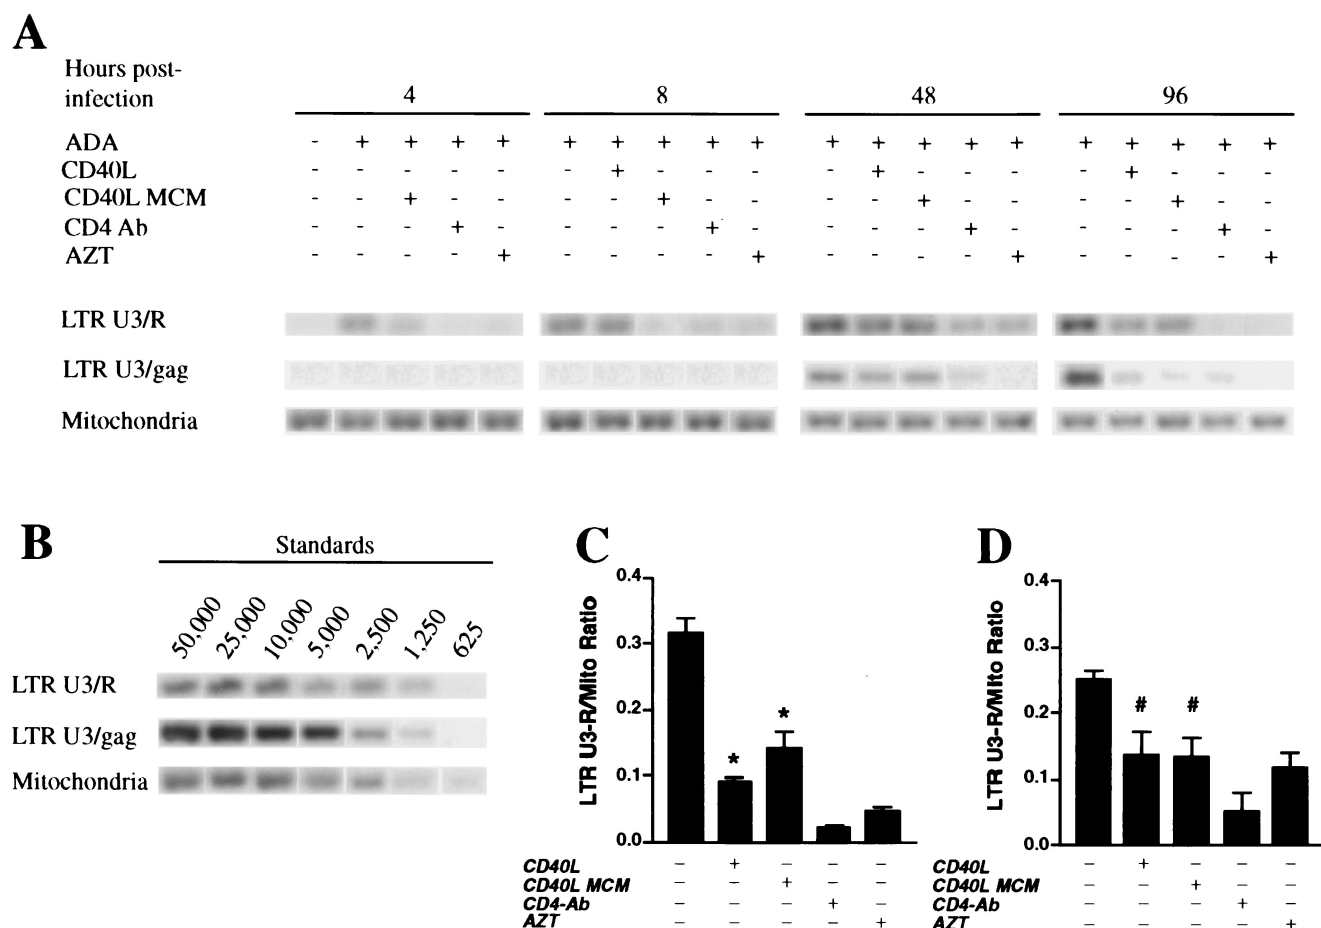 A
Hours post-
infection
4 8 48 96
ADA - + + + + + + + + + + + + + + + + + + +
CD40L - - - - - - + - - - - + - - - - + - - -
CD40L MCM - - + - - - - + - - - - + - - - - + - -
CD4 Ab - - - + - - - - + - - - - + - - - - + -
AZT - - - - + - - - - + - - - - + - - - - +
LTR U3/R
LTR U3/gag
Mitochondria
B
Standards
50,000 25,000 10,000 5,000 2,500 1,250 625
LTR U3/R
LTR U3/gag
Mitochondria
C
LTR U3-R/Mito Ratio
0.4
0.3
0.2
0.1
0.0
* *
CD40L – + – – –
CD40L MCM – – + – –
CD4-Ab – – – + –
AZT – – – – +
D
LTR U3-R/Mito Ratio
0.4
0.3
0.2
0.1
0.0
# #
CD40L – + – – –
CD40L MCM – – + – –
CD4-Ab – – – + –
AZT – – – – +